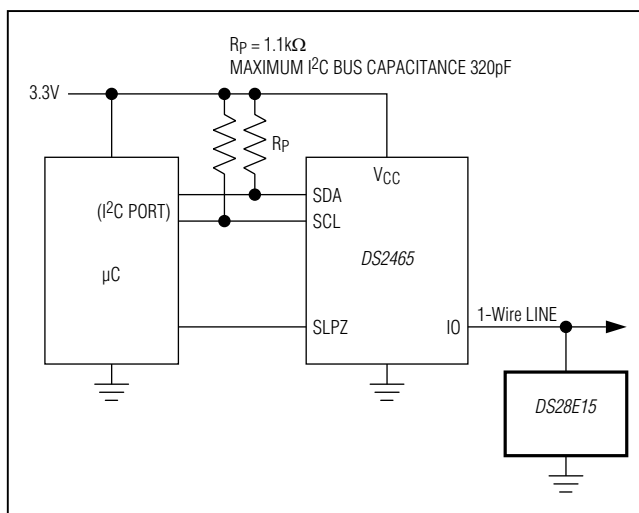 RP = 1.1kΩ
MAXIMUM I²C BUS CAPACITANCE 320pF
3.3V
RP
VCC
(I²C PORT)
SDA
SCL
DS2465
µC
1-Wire LINE
SLPZ
IO
DS28E15